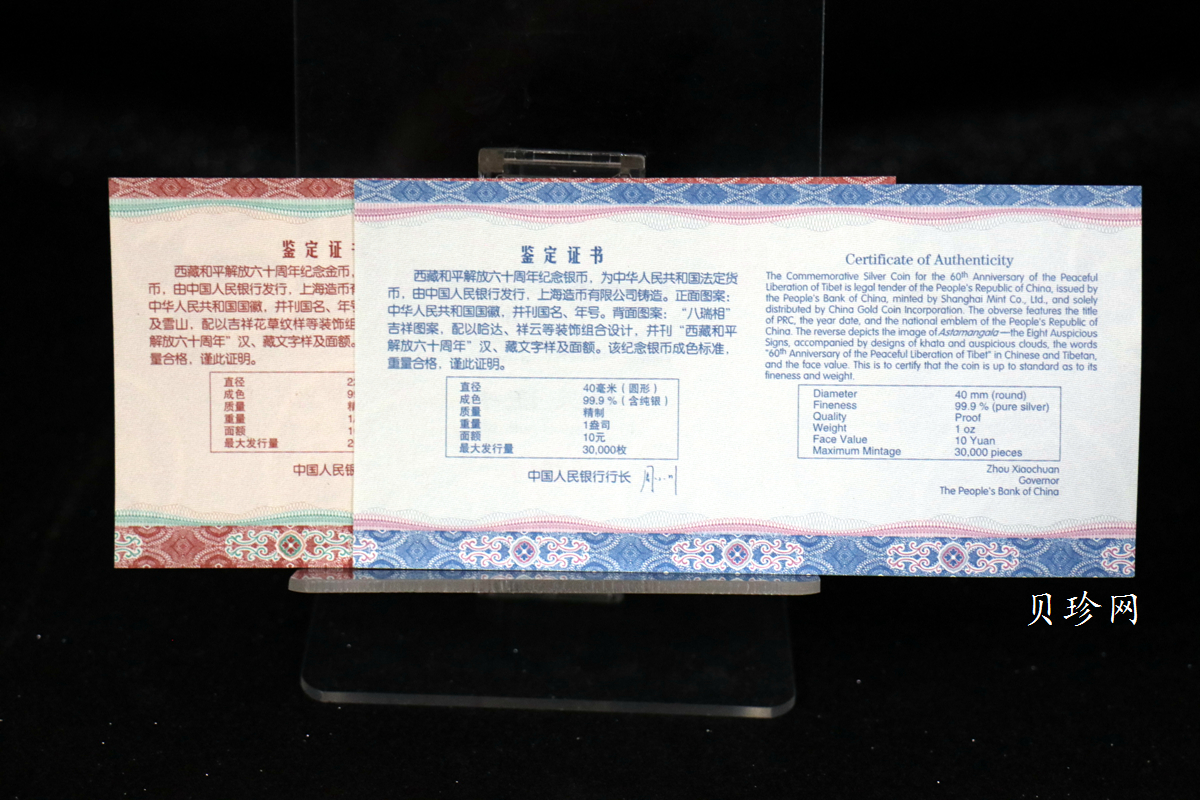 鉴定证
西藏和平解放六十周年纪念金币,
币,由中国人民银行发行,上海造币
中华人民共和国国徽,并刊国名、年号
及雪山,配以吉祥花草纹样等装饰组
解放六十周年”汉、藏文字样及面额。
重量合格,谨此证明。
直径
成色
质量
重量
面额
最大发行量
中国人民银
鉴定证书
西藏和平解放六十周年纪念银币,为中华人民共和国法定货
币,由中国人民银行发行,上海造币有限公司铸造。正面图案:
中华人民共和国国徽,并刊国名、年号。背面图案:“八瑞相”
吉祥图案,配以哈达、祥云等装饰组合设计,并刊“西藏和平
解放六十周年”汉、藏文字样及面额。该纪念银币成色标准,
重量合格,谨此证明。
直径 40毫米(圆形)
成色 99.9%(含纯银)
质量 精制
重量 1盎司
面额 10元
最大发行量 30,000枚
中国人民银行行长
Certificate of Authenticity
The Commemorative Silver Coin for the 60th Anniversary of the Peaceful
Liberation of Tibet is legal tender of the People's Republic of China, issued by
the People's Bank of China, minted by Shanghai Mint Co., Ltd., and solely
distributed by China Gold Coin Incorporation. The obverse features the title
of PRC, the year date, and the national emblem of the People's Republic of
China. The reverse depicts the image of Astamangala—the Eight Auspicious
Signs, accompanied by designs of khata and auspicious clouds, the words
"60th Anniversary of the Peaceful Liberation of Tibet" in Chinese and Tibetan,
and the face value. This is to certify that the coin is up to standard as to its
fineness and weight.
Diameter 40 mm (round)
Fineness 99.9 % (pure silver)
Quality Proof
Weight 1 oz
Face Value 10 Yuan
Maximum Mintage 30,000 pieces
Zhou Xiaochuan
Governor
The People's Bank of China
贝珍网